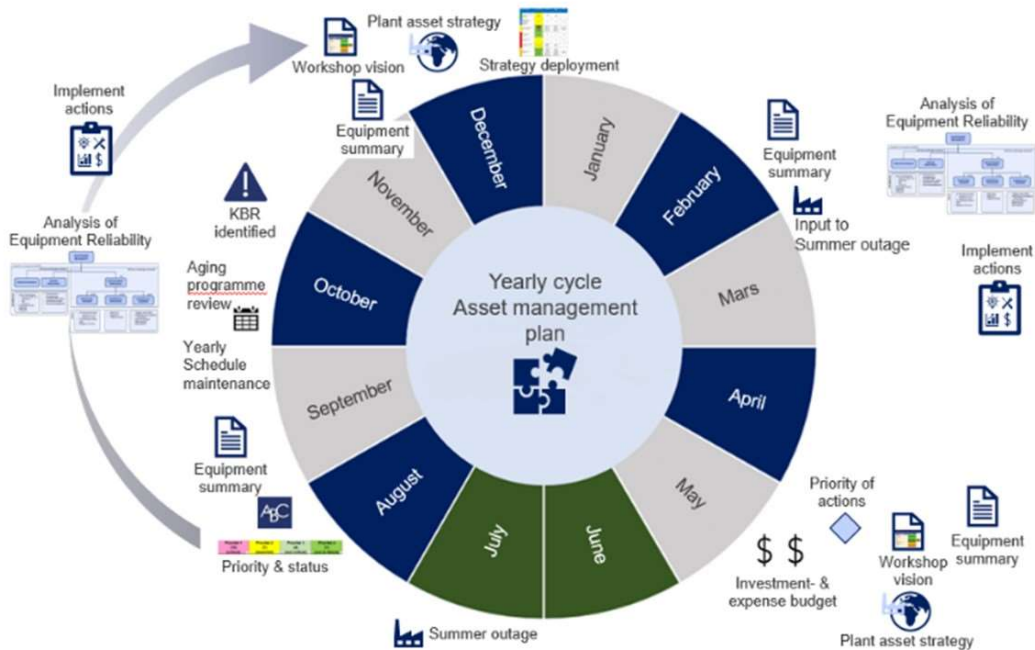 Plant asset strategy
Workshop vision
Strategy deployment
Equipment
summary
Implement
actions
Analysis of
Equipment Reliability
KBR
identified
Aging
programme
review
Yearly
Schedule
maintenance
Equipment
summary
ABC
Priority & status
Summer outage
December
January
February
Mars
April
May
June
July
August
September
October
November
Yearly cycle
Asset management
plan
Equipment
summary
Input to
Summer outage
Analysis of
Equipment Reliability
Implement
actions
Priority of
actions
$ $
Investment- &
expense budget
Workshop
vision
Equipment
summary
Plant asset strategy